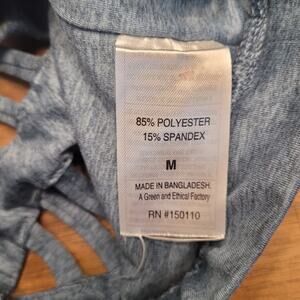 85% POLYESTER
15% SPANDEX
M
MADE IN BANGLADESH.
A Green and Ethical Factory
RN #150110